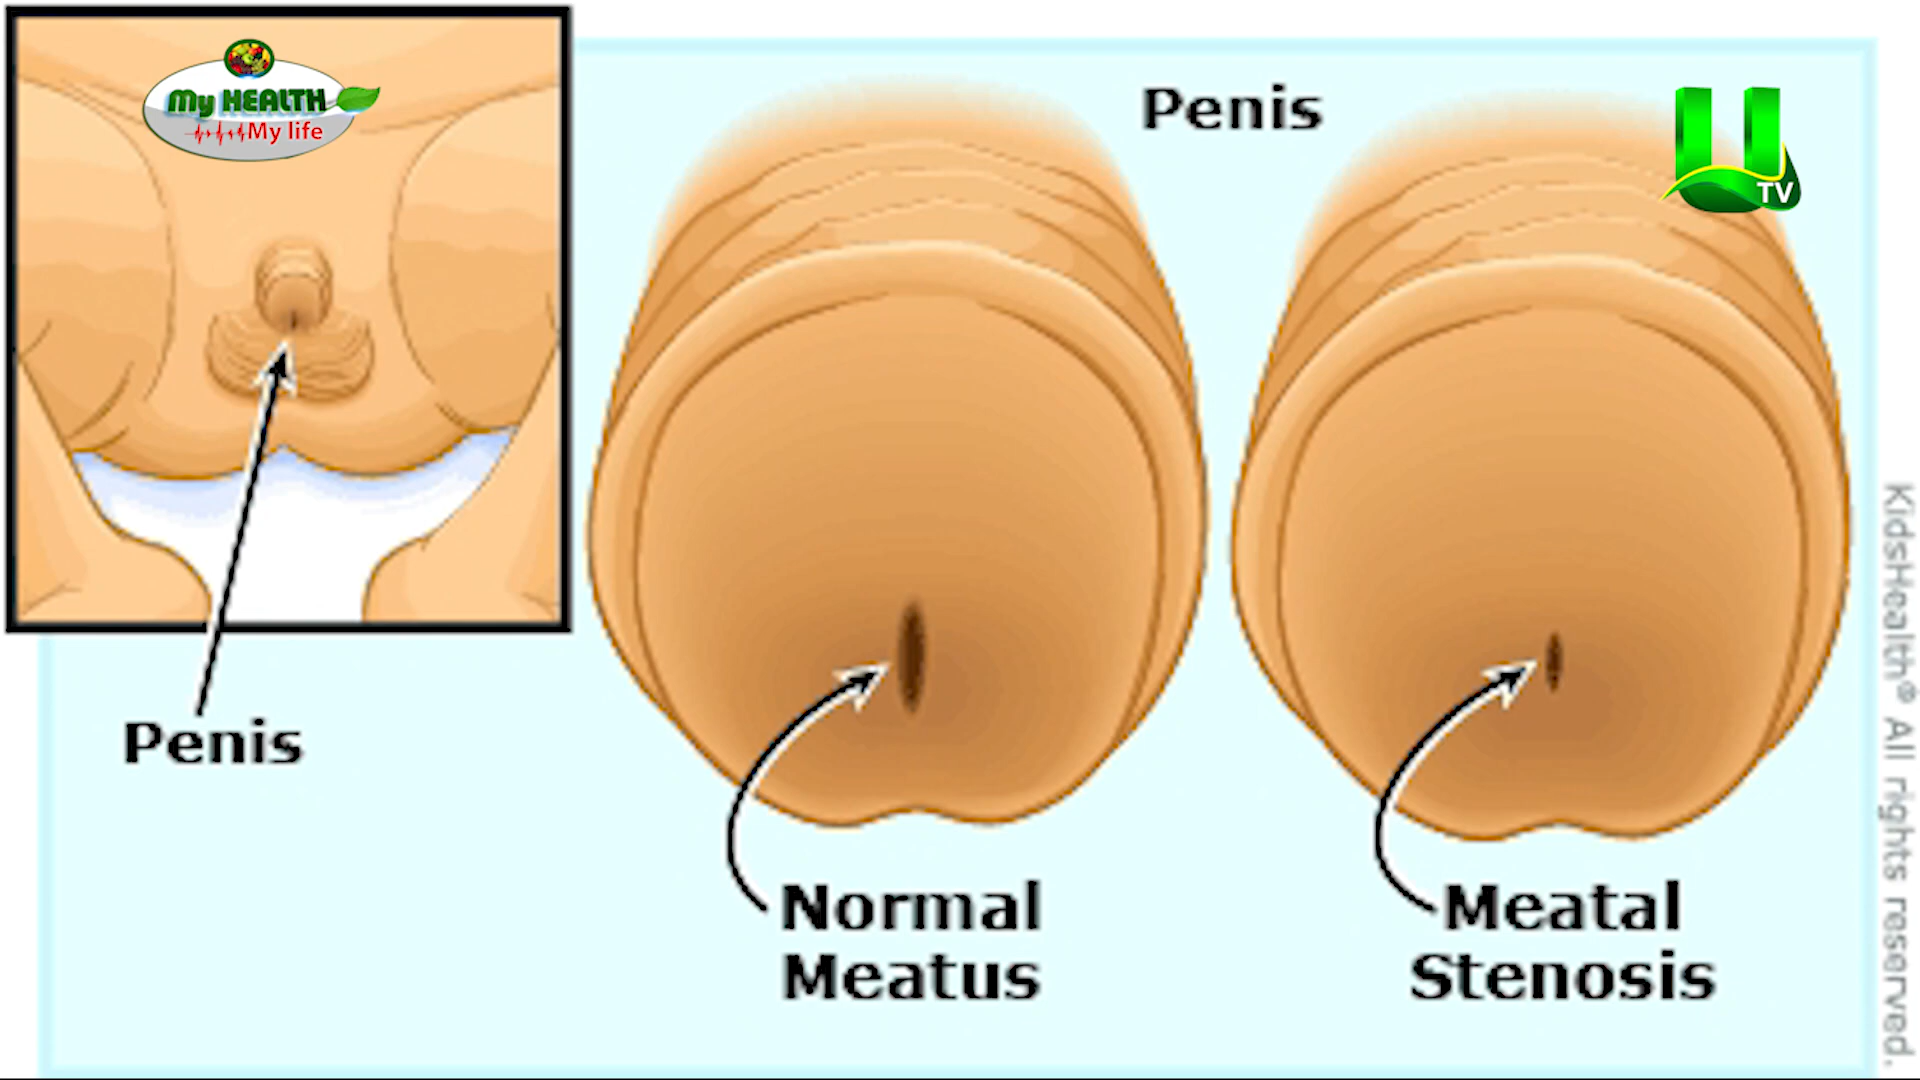 My HEALTH
My life
Penis
U
TV
Penis
Normal
Meatus
Meatal
Stenosis
KidsHealth® All rights reserved.